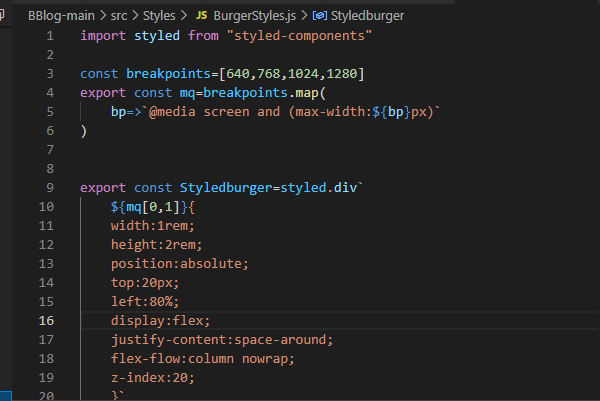 BBlog-main > src > Styles > JS BurgerStyles.js > Styledburger
1 import styled from "styled-components"
2
3 const breakpoints=[640,768,1024,1280]
4 export const mq=breakpoints.map(
5 bp=>`@media screen and (max-width:${bp}px)`
6 )
7
8
9 export const Styledburger=styled.div`
10 ${mq[0,1]}{
11 width:1rem;
12 height:2rem;
13 position:absolute;
14 top:20px;
15 left:80%;
16 display:flex;
17 justify-content:space-around;
18 flex-flow:column nowrap;
19 z-index:20;
20 }`